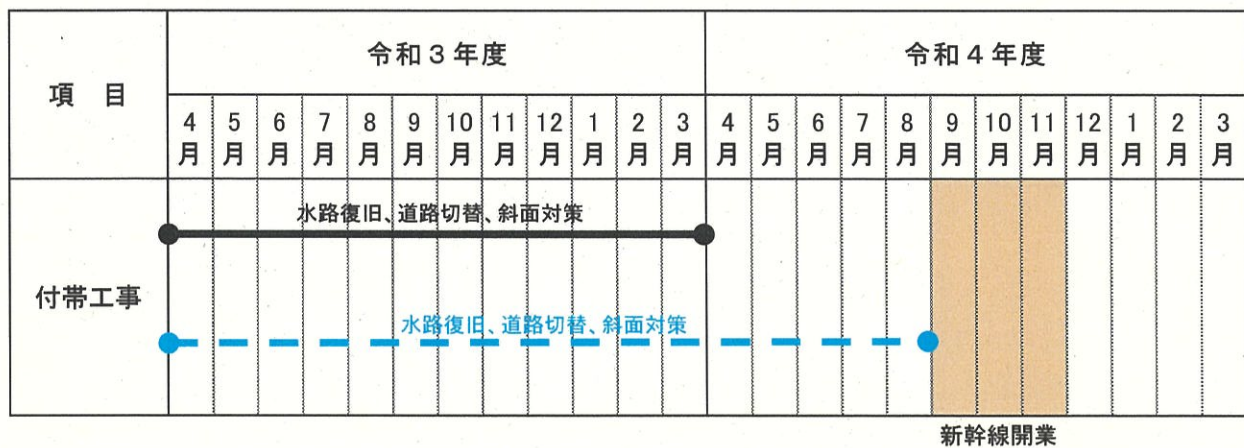 項　目
令和３年度
令和４年度
4月 5月 6月 7月 8月 9月 10月 11月 12月 1月 2月 3月 4月 5月 6月 7月 8月 9月 10月 11月 12月 1月 2月 3月
付帯工事
水路復旧、道路切替、斜面対策
水路復旧、道路切替、斜面対策
新幹線開業